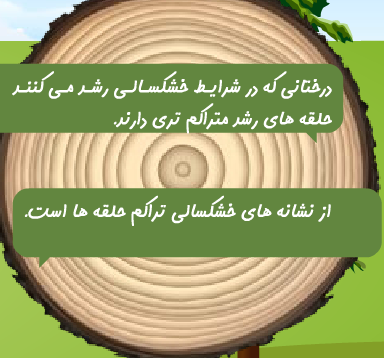 درختانی که در شرایط خشکسالی رشد می کنند
حلقه های رشد متراکم تری دارند.
از نشانه های خشکسالی تراکم حلقه ها است.